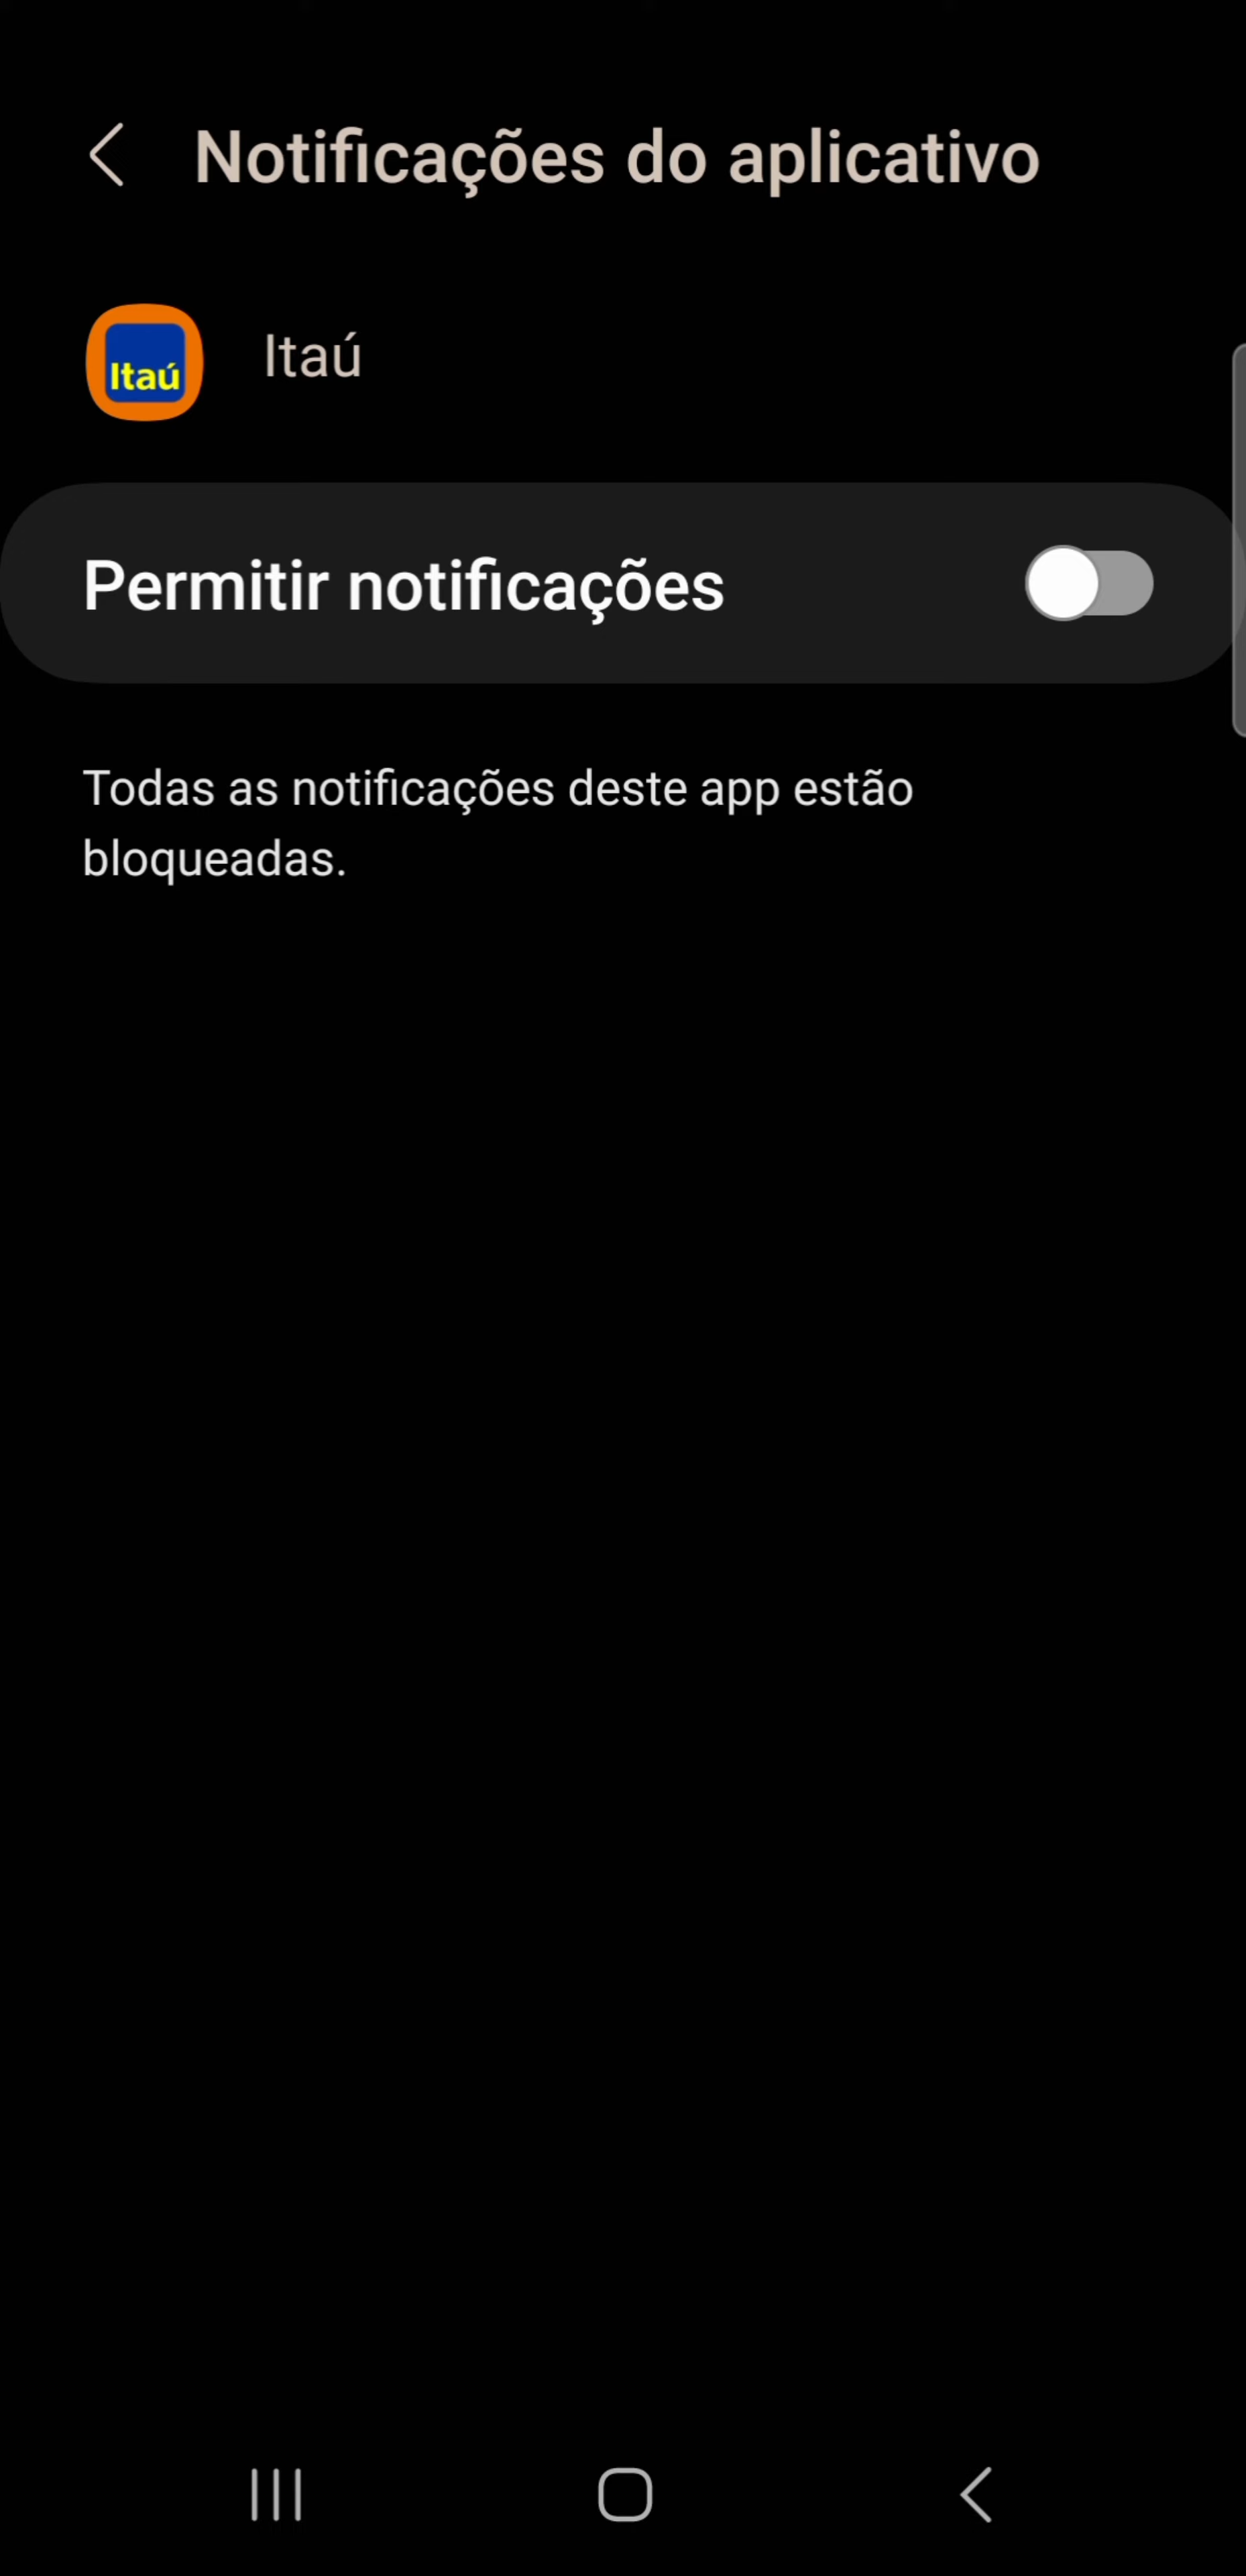 Notificações do aplicativo
Itaú
Itaú
Permitir notificações
Todas as notificações deste app estão
bloqueadas.